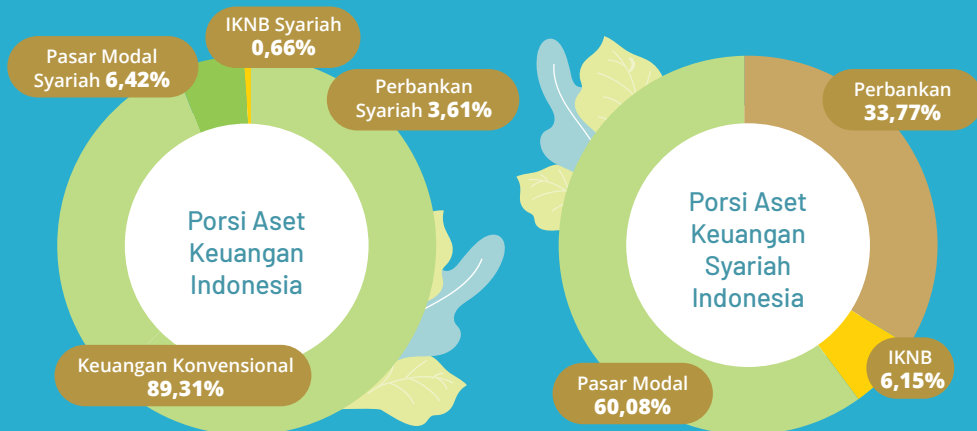 IKNB Syariah
0,66%
Pasar Modal
Syariah 6,42%
Perbankan
Syariah 3,61%
Porsi Aset
Keuangan
Indonesia
Keuangan Konvensional
89,31%
Perbankan
33,77%
Porsi Aset
Keuangan
Syariah
Indonesia
IKNB
6,15%
Pasar Modal
60,08%